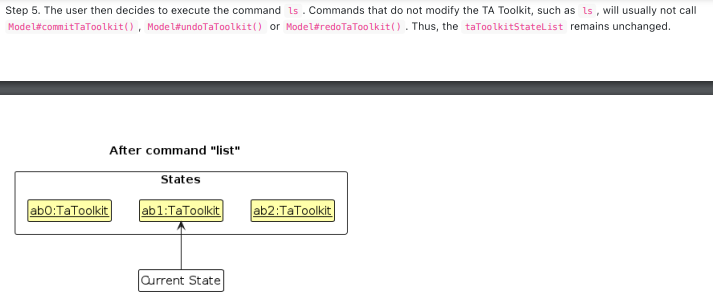 Step 5. The user then decides to execute the command ls . Commands that do not modify the TA Toolkit, such as ls , will usually not call
Model#commitTaToolkit() , Model#undoTaToolkit() or Model#redoTaToolkit() . Thus, the taToolkitStateList remains unchanged.
After command "list"
States
ab0:TaToolkit ab1:TaToolkit ab2:TaToolkit
Current State